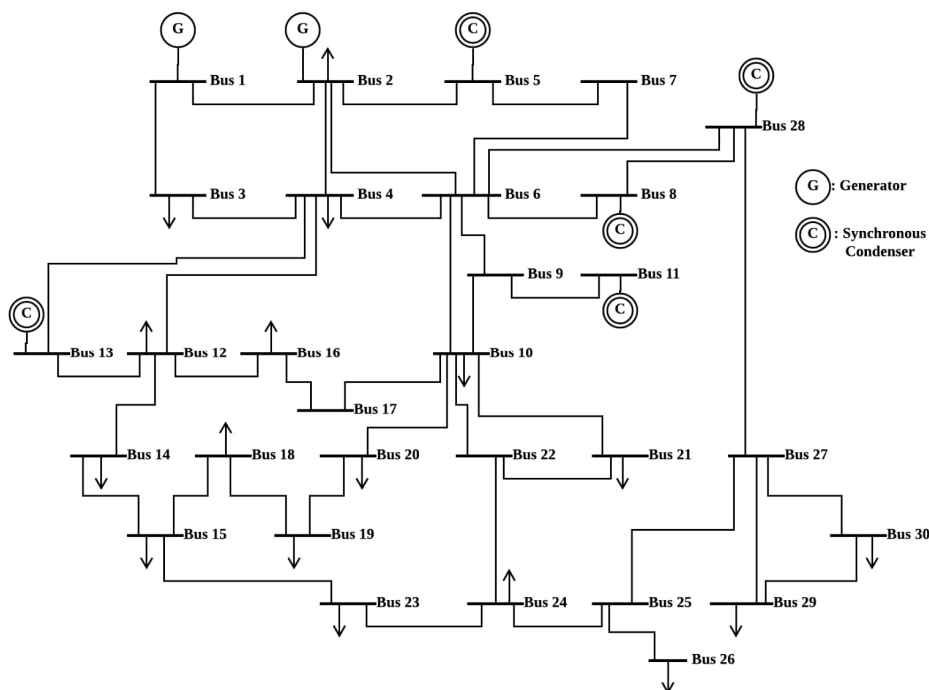 G
G
C
Bus 1
Bus 2
Bus 5
Bus 7
C
Bus 28
Bus 3
Bus 4
Bus 6
Bus 8
G : Generator
C
C : Synchronous
Condenser
Bus 9
Bus 11
C
C
Bus 13
Bus 12
Bus 16
Bus 10
Bus 17
Bus 14
Bus 18
Bus 20
Bus 22
Bus 21
Bus 27
Bus 15
Bus 19
Bus 30
Bus 23
Bus 24
Bus 25
Bus 29
Bus 26